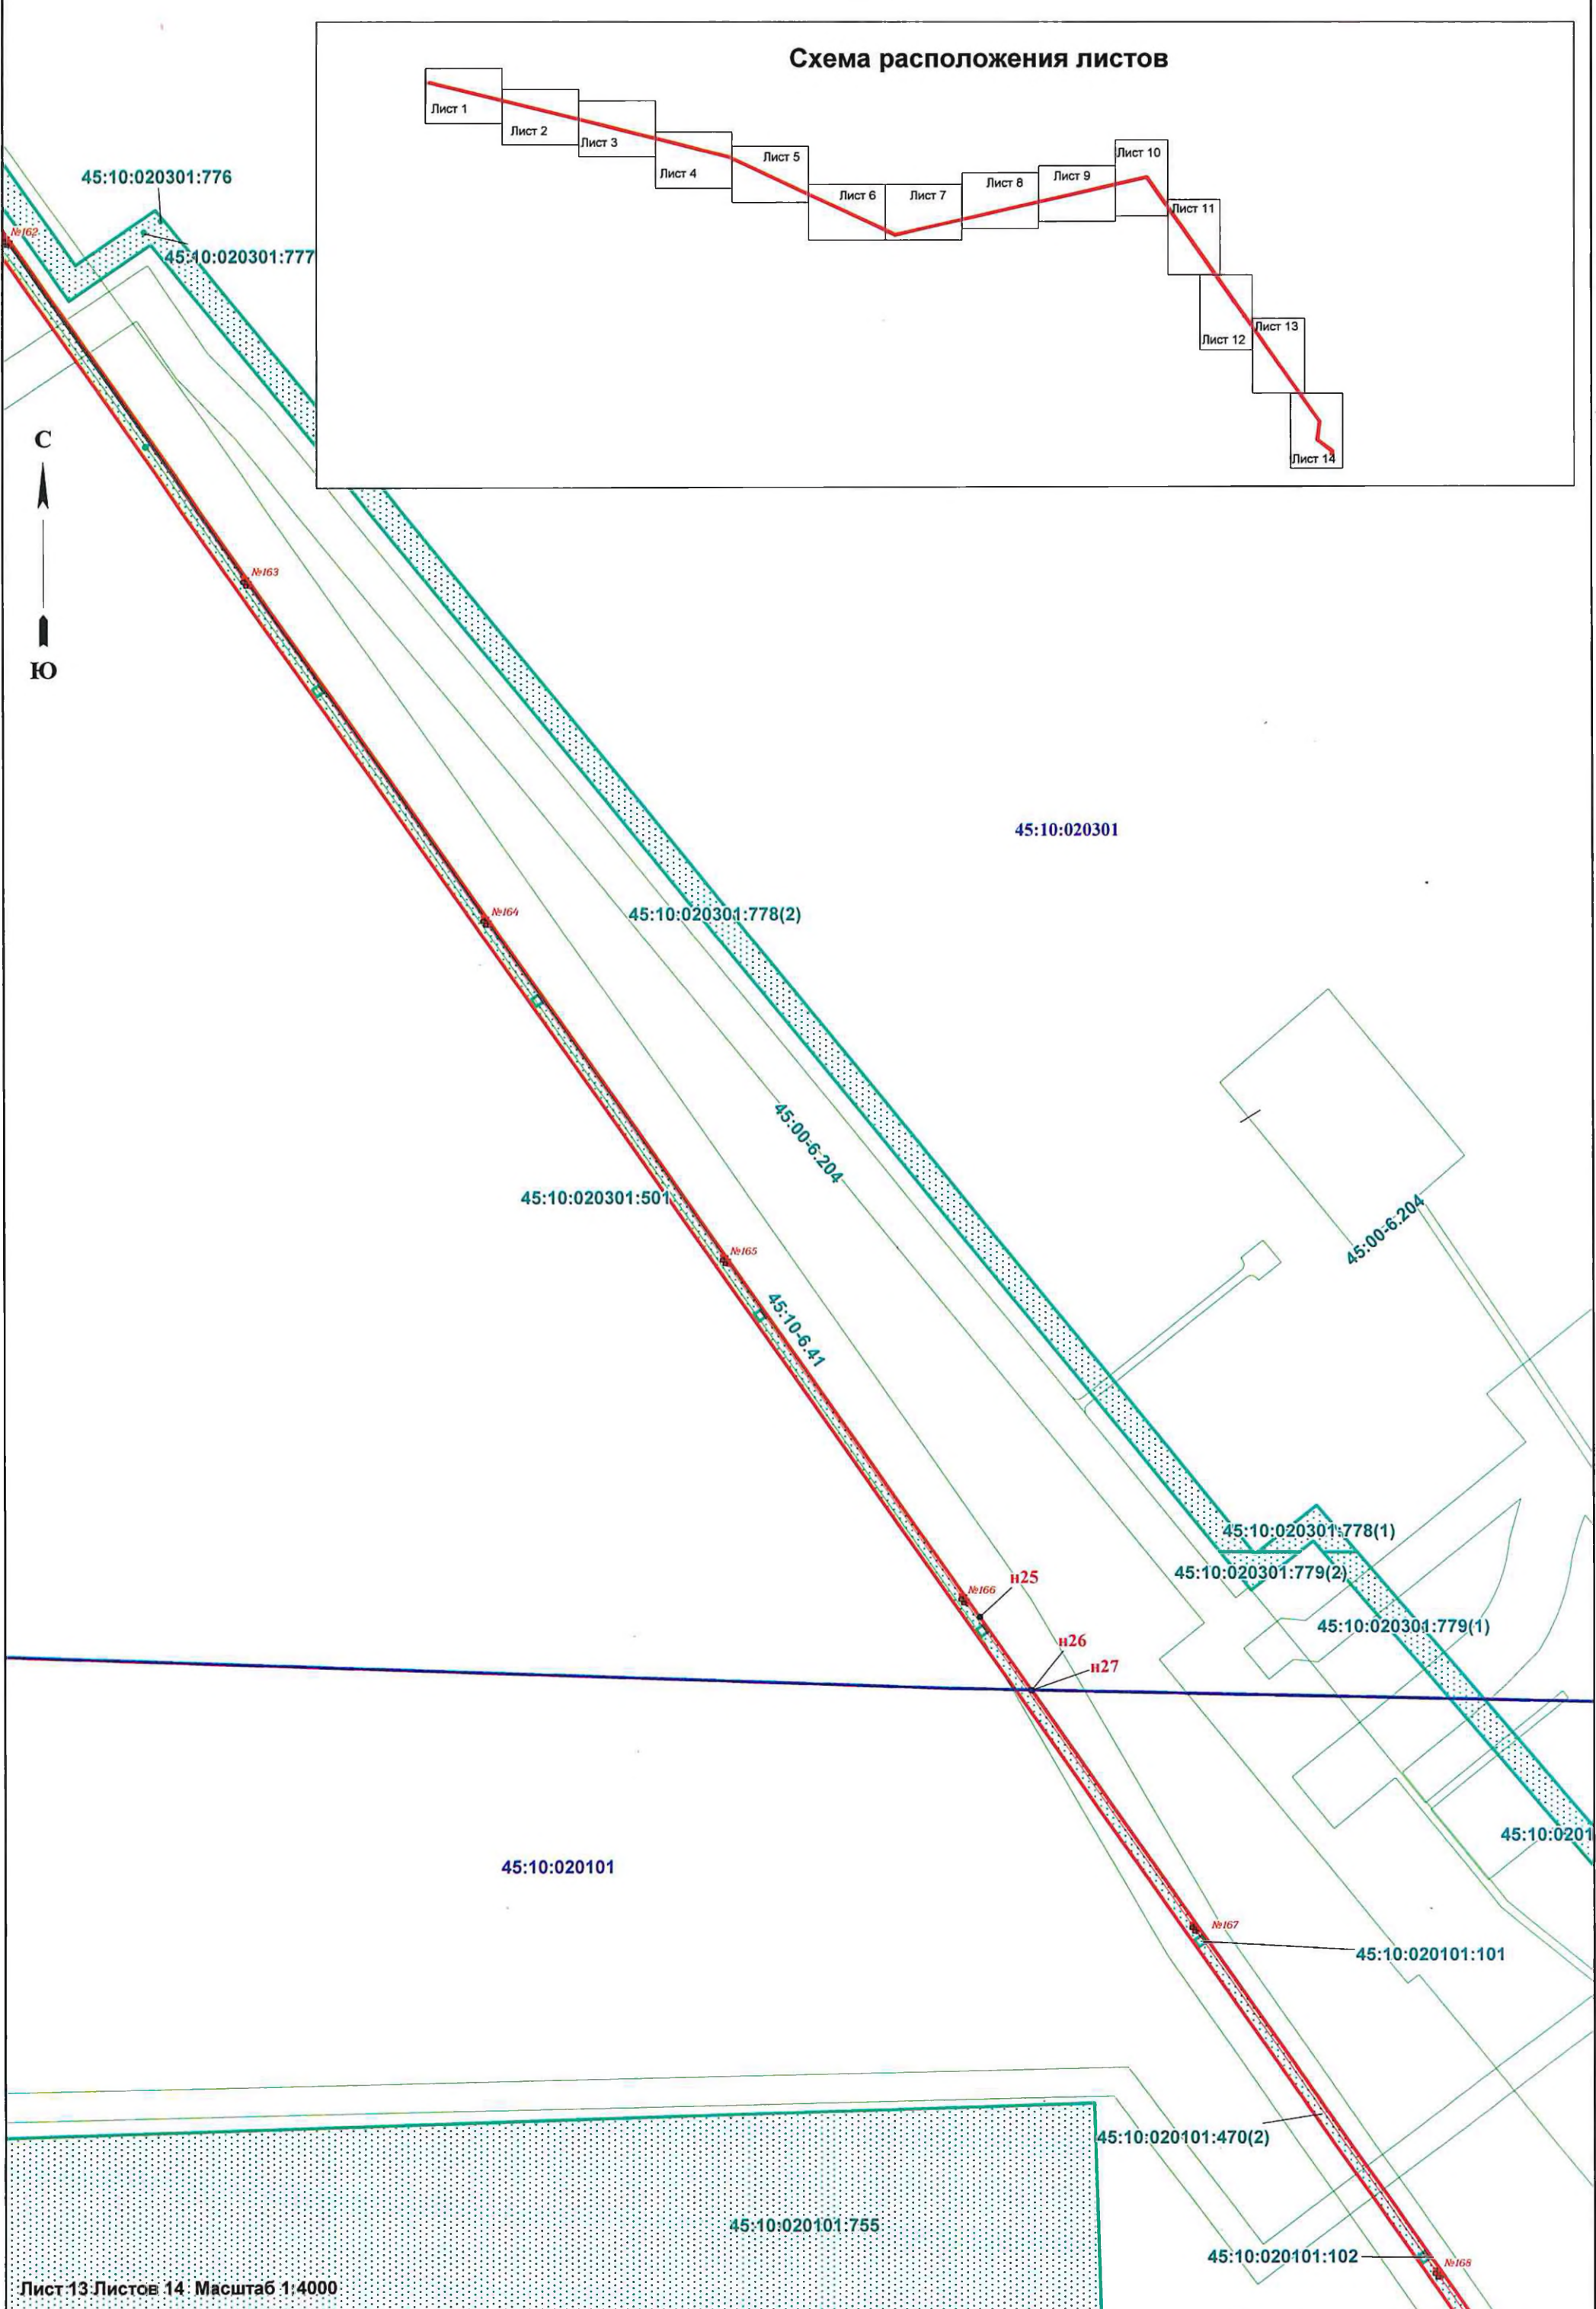 Схема расположения листов
Лист 1
Лист 2
Лист 3
Лист 4
Лист 5
Лист 6
Лист 7
Лист 8
Лист 9
Лист 10
Лист 11
Лист 12
Лист 13
Лист 14
45:10:020301:776
№162
45:10:020301:777
С
Ю
№163
45:10:020301
№164
45:10:020301:778(2)
45:00-6.204
45:10:020301:501
45:00-6.204
№165
45:10-6.41
45:10:020301:778(1)
45:10:020301:779(2)
№166
н25
45:10:020301:779(1)
н26
н27
45:10:0201
45:10:020101
№167
45:10:020101:101
45:10:020101:470(2)
45:10:020101:755
45:10:020101:102
№168
Лист 13 Листов 14 Масштаб 1:4000